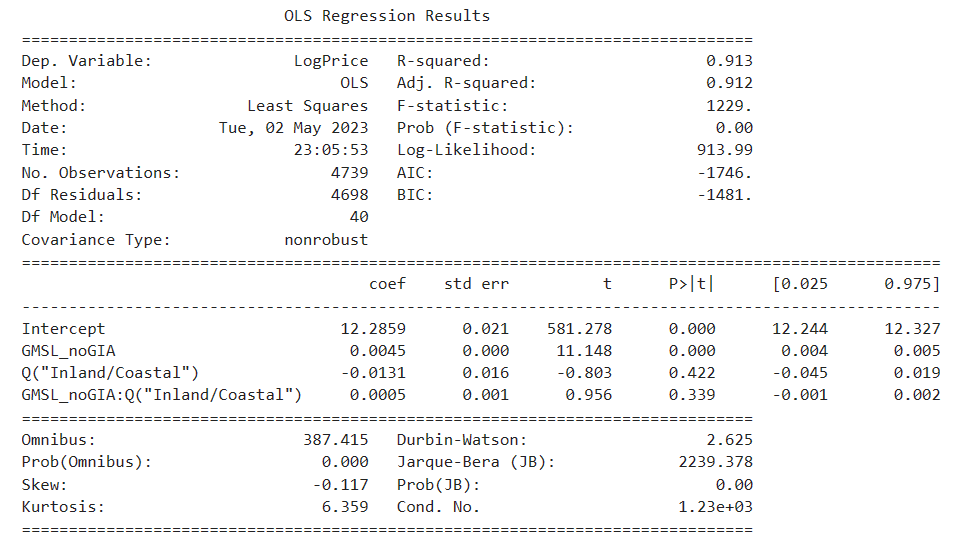 OLS Regression Results
==============================================================================
Dep. Variable: LogPrice R-squared: 0.913
Model: OLS Adj. R-squared: 0.912
Method: Least Squares F-statistic: 1229.
Date: Tue, 02 May 2023 Prob (F-statistic): 0.00
Time: 23:05:53 Log-Likelihood: 913.99
No. Observations: 4739 AIC: -1746.
Df Residuals: 4698 BIC: -1481.
Df Model: 40
Covariance Type: nonrobust
==================================================================================================
coef std err t P>|t| [0.025 0.975]
--------------------------------------------------------------------------------------------------
Intercept 12.2859 0.021 581.278 0.000 12.244 12.327
GMSL_noGIA 0.0045 0.000 11.148 0.000 0.004 0.005
Q("Inland/Coastal") -0.0131 0.016 -0.803 0.422 -0.045 0.019
GMSL_noGIA:Q("Inland/Coastal") 0.0005 0.001 0.956 0.339 -0.001 0.002
==============================================================================
Omnibus: 387.415 Durbin-Watson: 2.625
Prob(Omnibus): 0.000 Jarque-Bera (JB): 2239.378
Skew: -0.117 Prob(JB): 0.00
Kurtosis: 6.359 Cond. No. 1.23e+03
==============================================================================